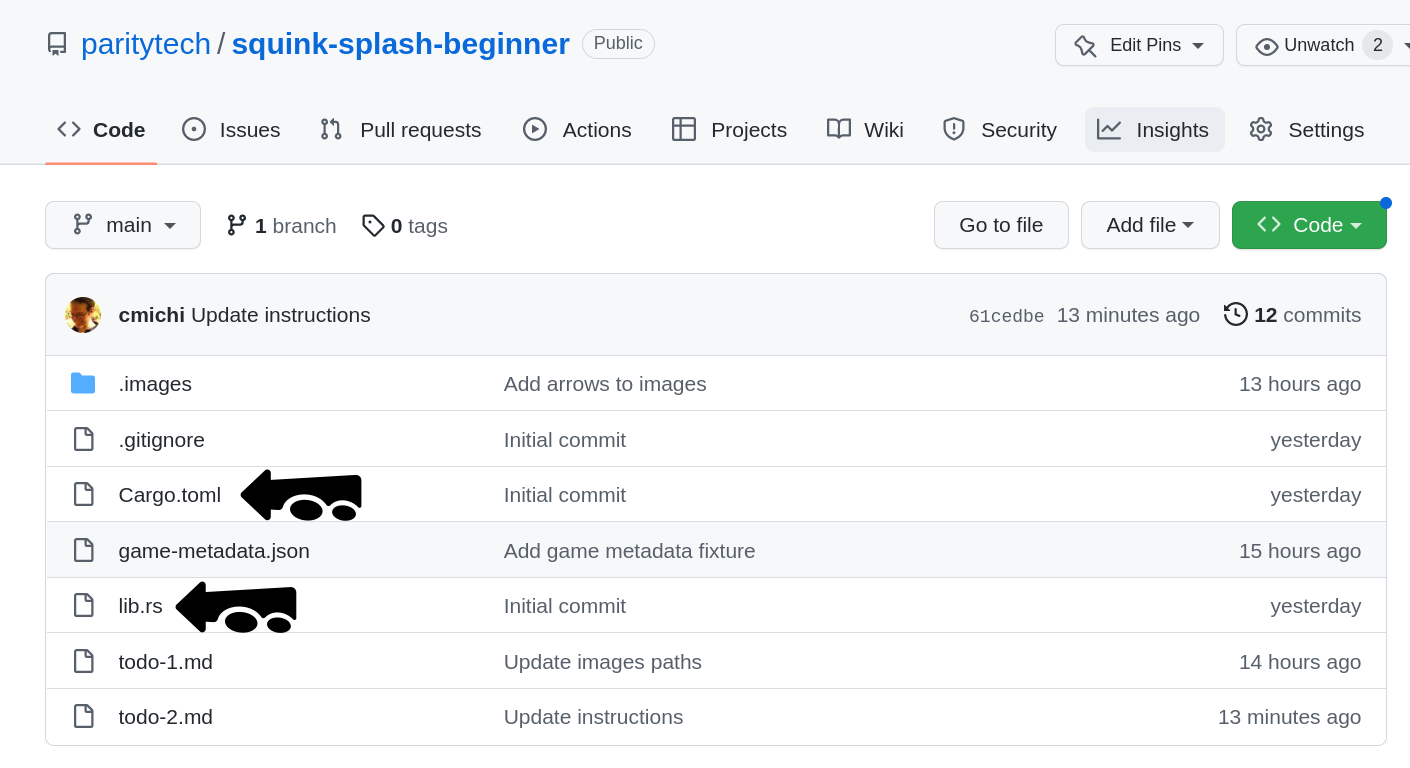 paritytech / squink-splash-beginner Public Edit Pins Unwatch 2
Code Issues Pull requests Actions Projects Wiki Security Insights Settings
main 1 branch 0 tags Go to file Add file Code
cmichi Update instructions 61cedbe 13 minutes ago 12 commits
.images Add arrows to images 13 hours ago
.gitignore Initial commit yesterday
Cargo.toml Initial commit yesterday
game-metadata.json Add game metadata fixture 15 hours ago
lib.rs Initial commit yesterday
todo-1.md Update images paths 14 hours ago
todo-2.md Update instructions 13 minutes ago